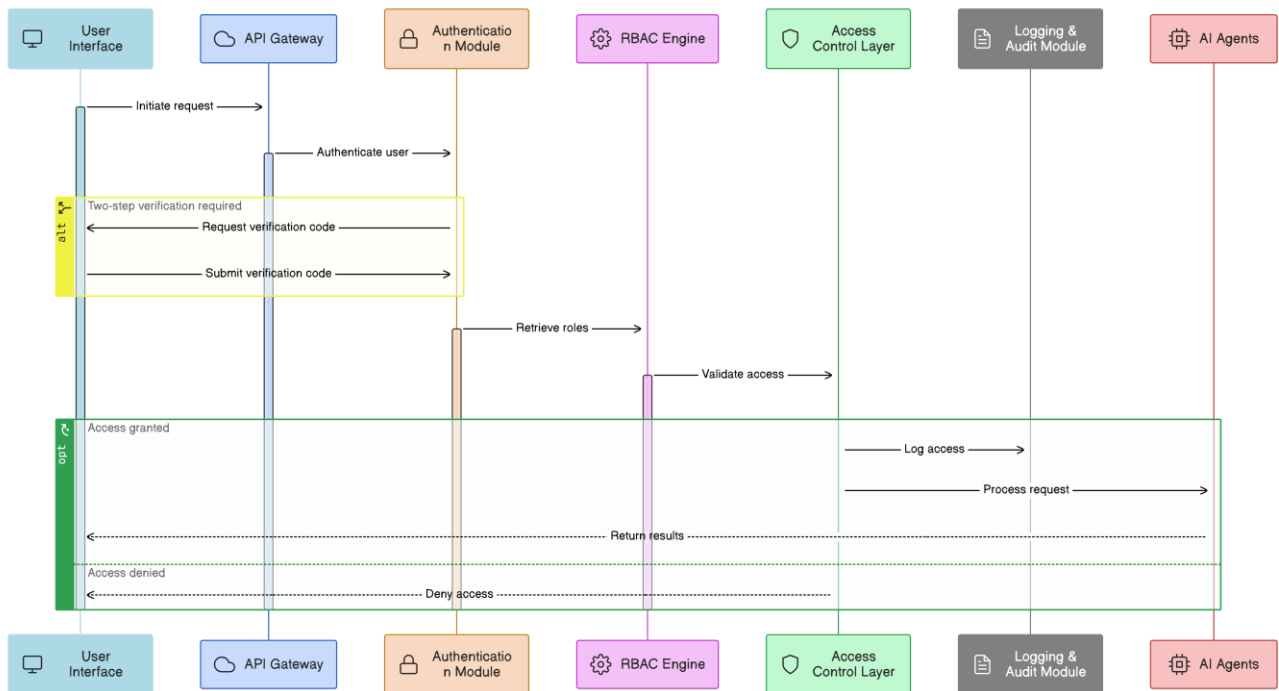 User
Interface
API Gateway
Authenticatio
n Module
RBAC Engine
Access
Control Layer
Logging &
Audit Module
AI Agents
Initiate request
Authenticate user
alt
Two-step verification required
Request verification code
Submit verification code
Retrieve roles
Validate access
opt
Access granted
Log access
Process request
Return results
Access denied
Deny access
User
Interface
API Gateway
Authenticatio
n Module
RBAC Engine
Access
Control Layer
Logging &
Audit Module
AI Agents